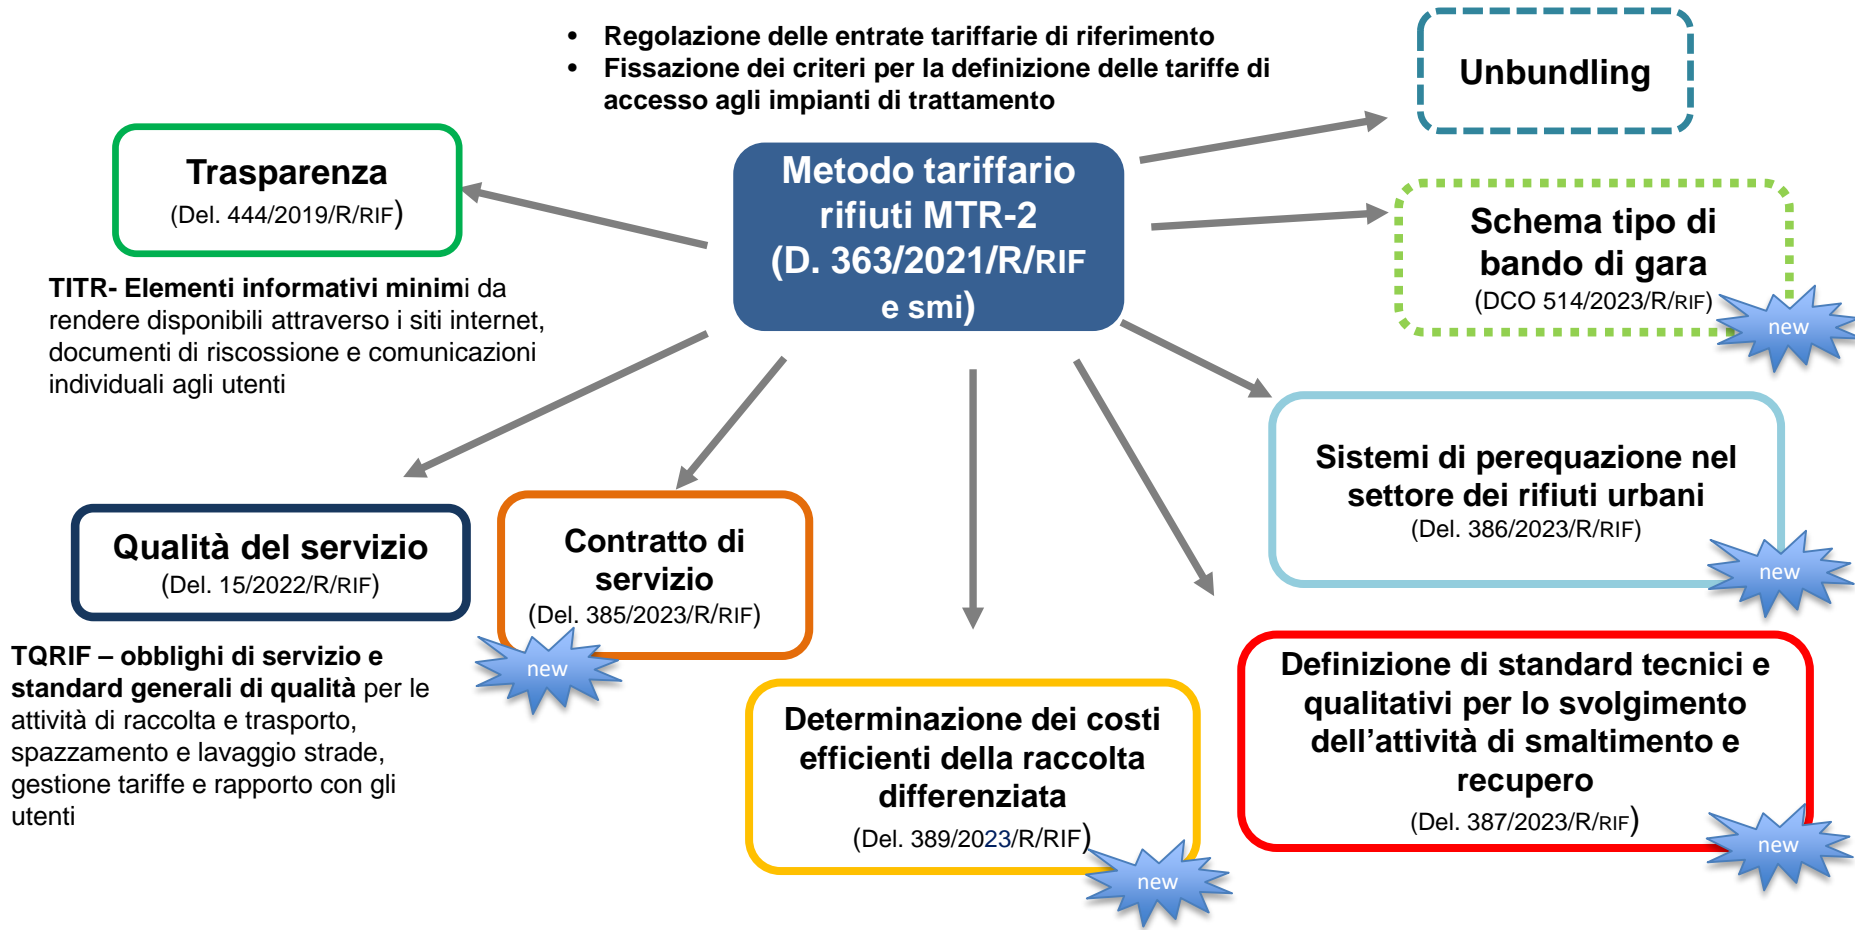 • Regolazione delle entrate tariffarie di riferimento
• Fissazione dei criteri per la definizione delle tariffe di
accesso agli impianti di trattamento
Unbundling
Trasparenza
(Del. 444/2019/R/RIF)
Metodo tariffario
rifiuti MTR-2
(D. 363/2021/R/RIF
e smi)
Schema tipo di
bando di gara
(DCO 514/2023/R/RIF)
new
TITR- Elementi informativi minimi da
rendere disponibili attraverso i siti internet,
documenti di riscossione e comunicazioni
individuali agli utenti
Sistemi di perequazione nel
settore dei rifiuti urbani
(Del. 386/2023/R/RIF)
new
Qualità del servizio
(Del. 15/2022/R/RIF)
Contratto di
servizio
(Del. 385/2023/R/RIF)
new
TQRIF – obblighi di servizio e
standard generali di qualità per le
attività di raccolta e trasporto,
spazzamento e lavaggio strade,
gestione tariffe e rapporto con gli
utenti
Determinazione dei costi
efficienti della raccolta
differenziata
(Del. 389/2023/R/RIF)
new
Definizione di standard tecnici e
qualitativi per lo svolgimento
dell’attività di smaltimento e
recupero
(Del. 387/2023/R/RIF)
new